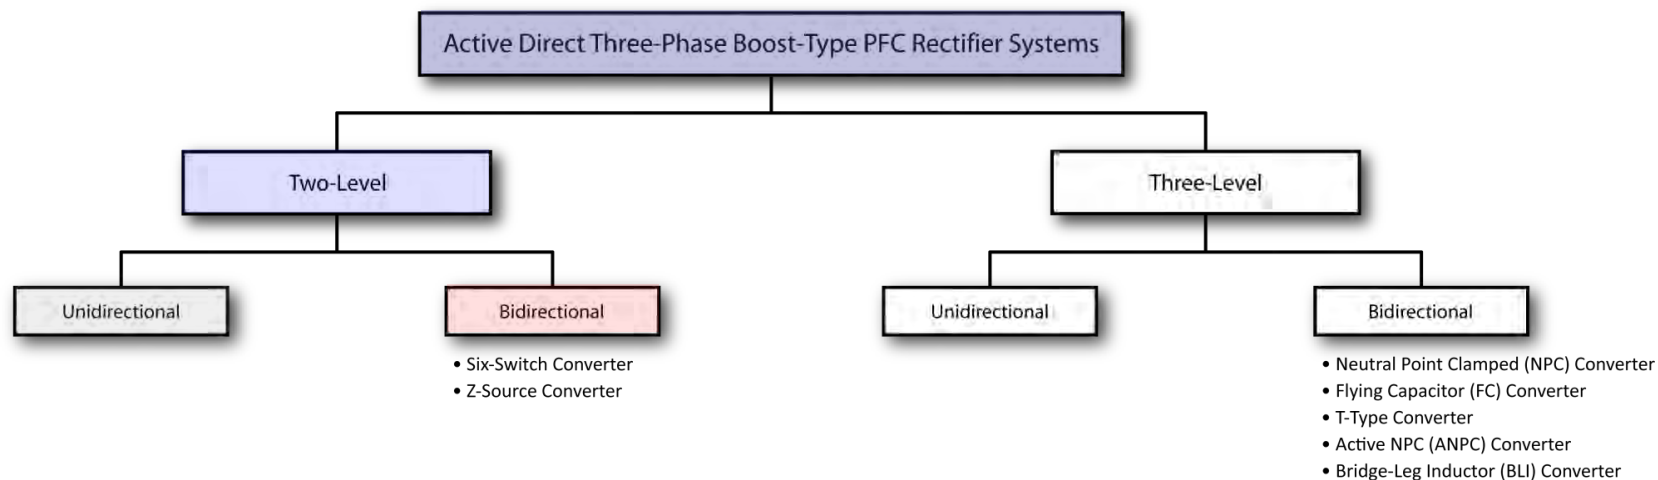 Active Direct Three-Phase Boost-Type PFC Rectifier Systems
Two-Level
Three-Level
Unidirectional
Bidirectional
Unidirectional
Bidirectional
• Six-Switch Converter
• Z-Source Converter
• Neutral Point Clamped (NPC) Converter
• Flying Capacitor (FC) Converter
• T-Type Converter
• Active NPC (ANPC) Converter
• Bridge-Leg Inductor (BLI) Converter